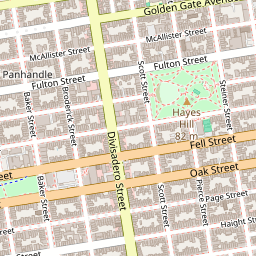 Golden Gate Avenue
McAllister Street
McAllister Street
Fulton Street
Panhandle
Fulton Street
Scott Street
Steiner Street
Baker Street
Broderick Street
Hayes
Hill
82 m
Divisadero Street
Fell Street
Oak Street
Street
Baker Street
Scott Street
Pierce Street
Page Street
Haight Street